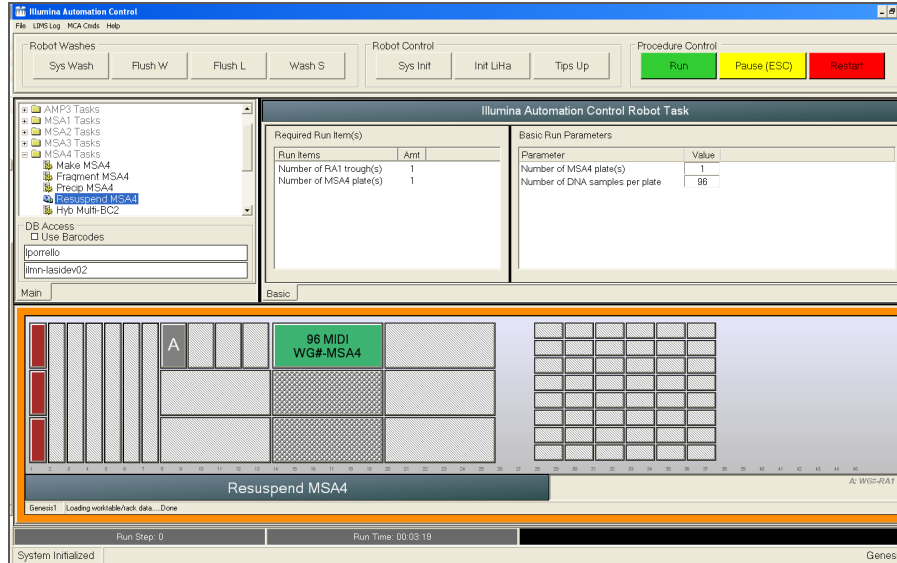 Illumina Automation Control
File LIMS Log MCA Cmds Help
Robot Washes
Sys Wash Flush W Flush L Wash S
Robot Control
Sys Init Init LiHa Tips Up
Procedure Control
Run Pause (ESC) Restart
AMP3 Tasks
MSA1 Tasks
MSA2 Tasks
MSA3 Tasks
MSA4 Tasks
Make MSA4
Fragment MSA4
Precip MSA4
Resuspend MSA4
Hyb Multi-BC2
DB Access
Use Barcodes
lporrello
ilmn-lasidev02
Main
Illumina Automation Control Robot Task
Required Run Item(s)
Run Items Amt
Number of RA1 trough(s) 1
Number of MSA4 plate(s) 1
Basic Run Parameters
Parameter Value
Number of MSA4 plate(s) 1
Number of DNA samples per plate 96
Basic
A
96 MIDI
WG#-MSA4
Resuspend MSA4
A: WG#-RA1
Genesis1 Loading worktable/rack data....Done
Run Step: 0 Run Time: 00:03:19
System Initialized Genes